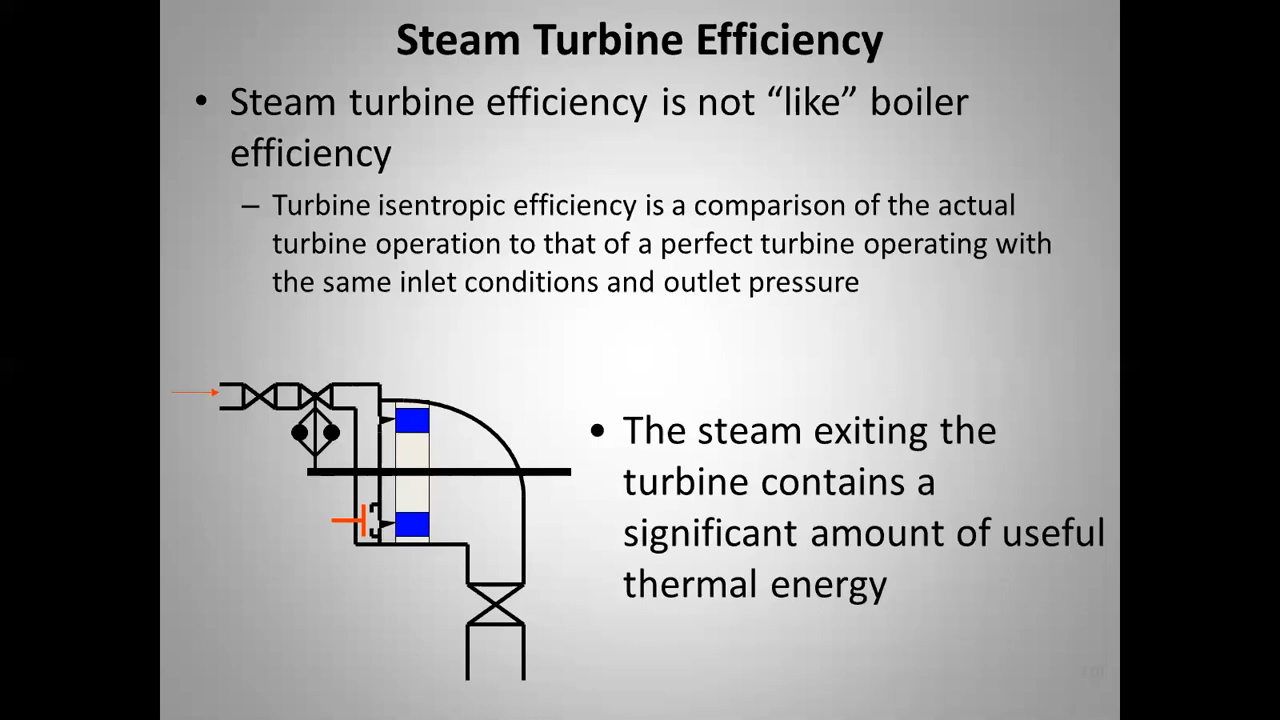 Steam Turbine Efficiency
• Steam turbine efficiency is not “like” boiler
efficiency
– Turbine isentropic efficiency is a comparison of the actual
turbine operation to that of a perfect turbine operating with
the same inlet conditions and outlet pressure
• The steam exiting the
turbine contains a
significant amount of useful
thermal energy